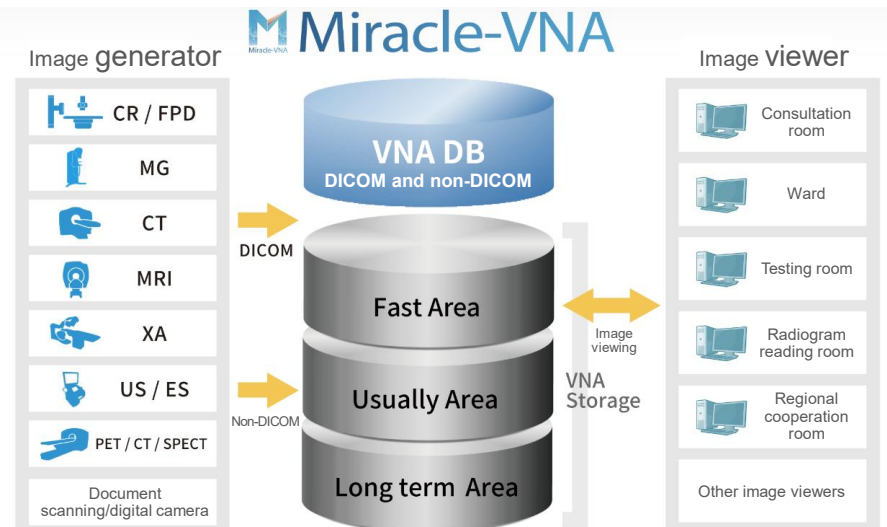 Miracle-VNA
Miracle-VNA
Image generator
CR / FPD
MG
CT
MRI
XA
US / ES
PET / CT / SPECT
Document
scanning/digital camera
DICOM
Non-DICOM
VNA DB
DICOM and non-DICOM
Fast Area
Usually Area
Long term Area
Image
viewing
VNA
Storage
Image viewer
Consultation
room
Ward
Testing room
Radiogram
reading room
Regional
cooperation
room
Other image viewers